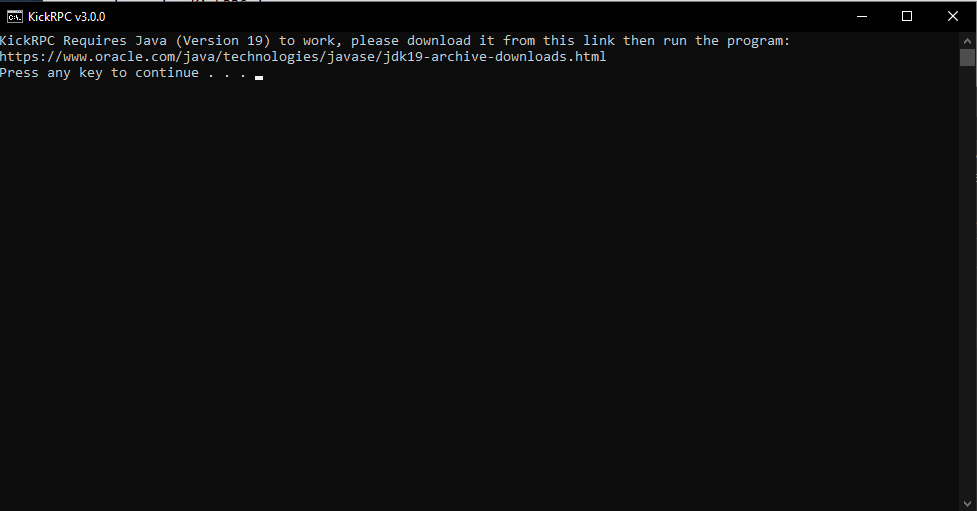 KickRPC v3.0.0
KickRPC Requires Java (Version 19) to work, please download it from this link then run the program:
https://www.oracle.com/java/technologies/javase/jdk19-archive-downloads.html
Press any key to continue . . .